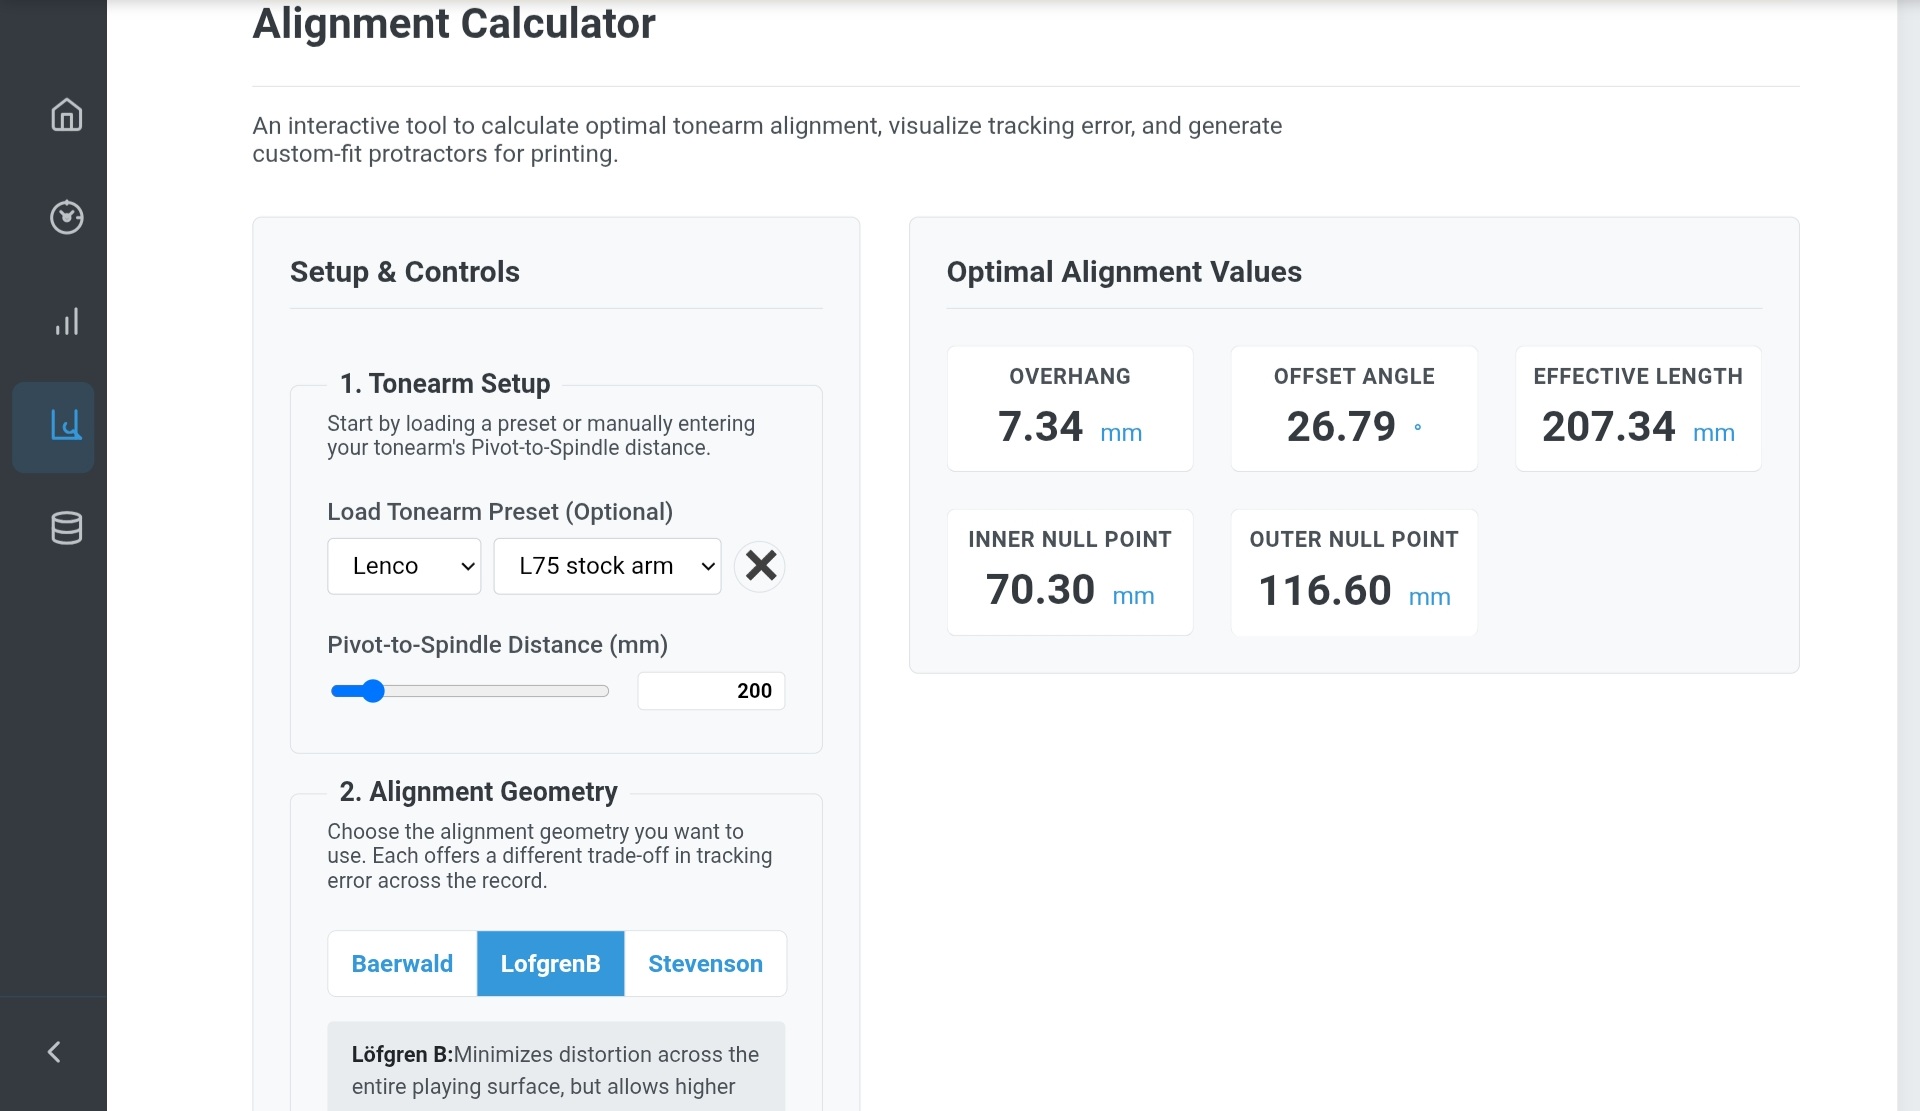 Alignment Calculator
An interactive tool to calculate optimal tonearm alignment, visualize tracking error, and generate
custom-fit protractors for printing.
Setup & Controls
1. Tonearm Setup
Start by loading a preset or manually entering
your tonearm's Pivot-to-Spindle distance.
Load Tonearm Preset (Optional)
Lenco L75 stock arm
Pivot-to-Spindle Distance (mm)
200
2. Alignment Geometry
Choose the alignment geometry you want to
use. Each offers a different trade-off in tracking
error across the record.
Baerwald LofgrenB Stevenson
Löfgren B:Minimizes distortion across the
entire playing surface, but allows higher
Optimal Alignment Values
OVERHANG
7.34 mm
OFFSET ANGLE
26.79 °
EFFECTIVE LENGTH
207.34 mm
INNER NULL POINT
70.30 mm
OUTER NULL POINT
116.60 mm